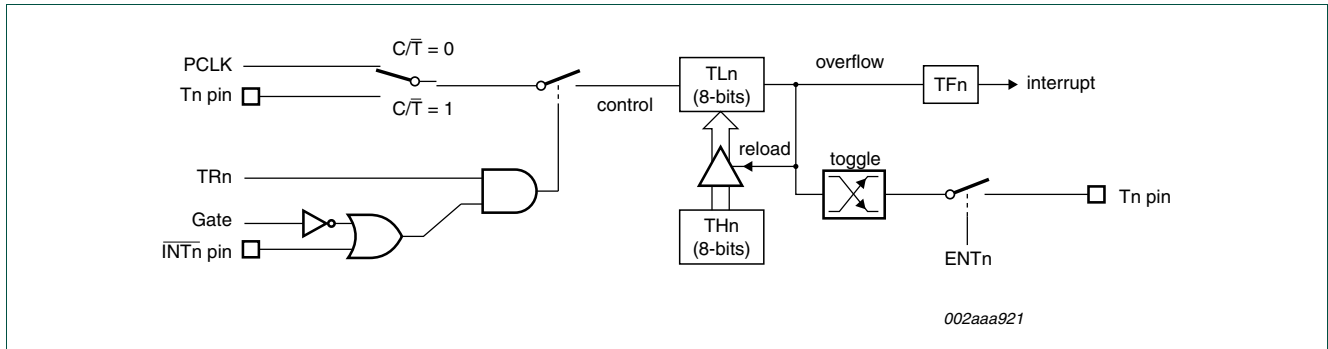 PCLK
Tn pin
C/T̅ = 0
C/T̅ = 1
control
TLn
(8-bits)
overflow
TFn
interrupt
reload
toggle
TRn
Gate
I̅N̅T̅n̅ pin
THn
(8-bits)
Tn pin
ENTn
002aaa921